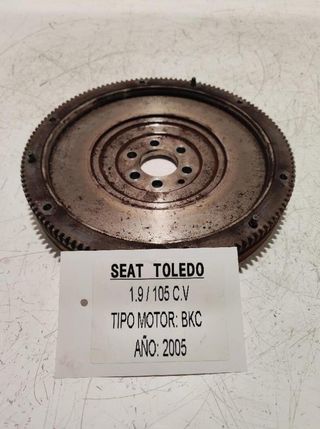 SEAT TOLEDO
1.9 / 105 C.V
TIPO MOTOR: BKC
AÑO: 2005